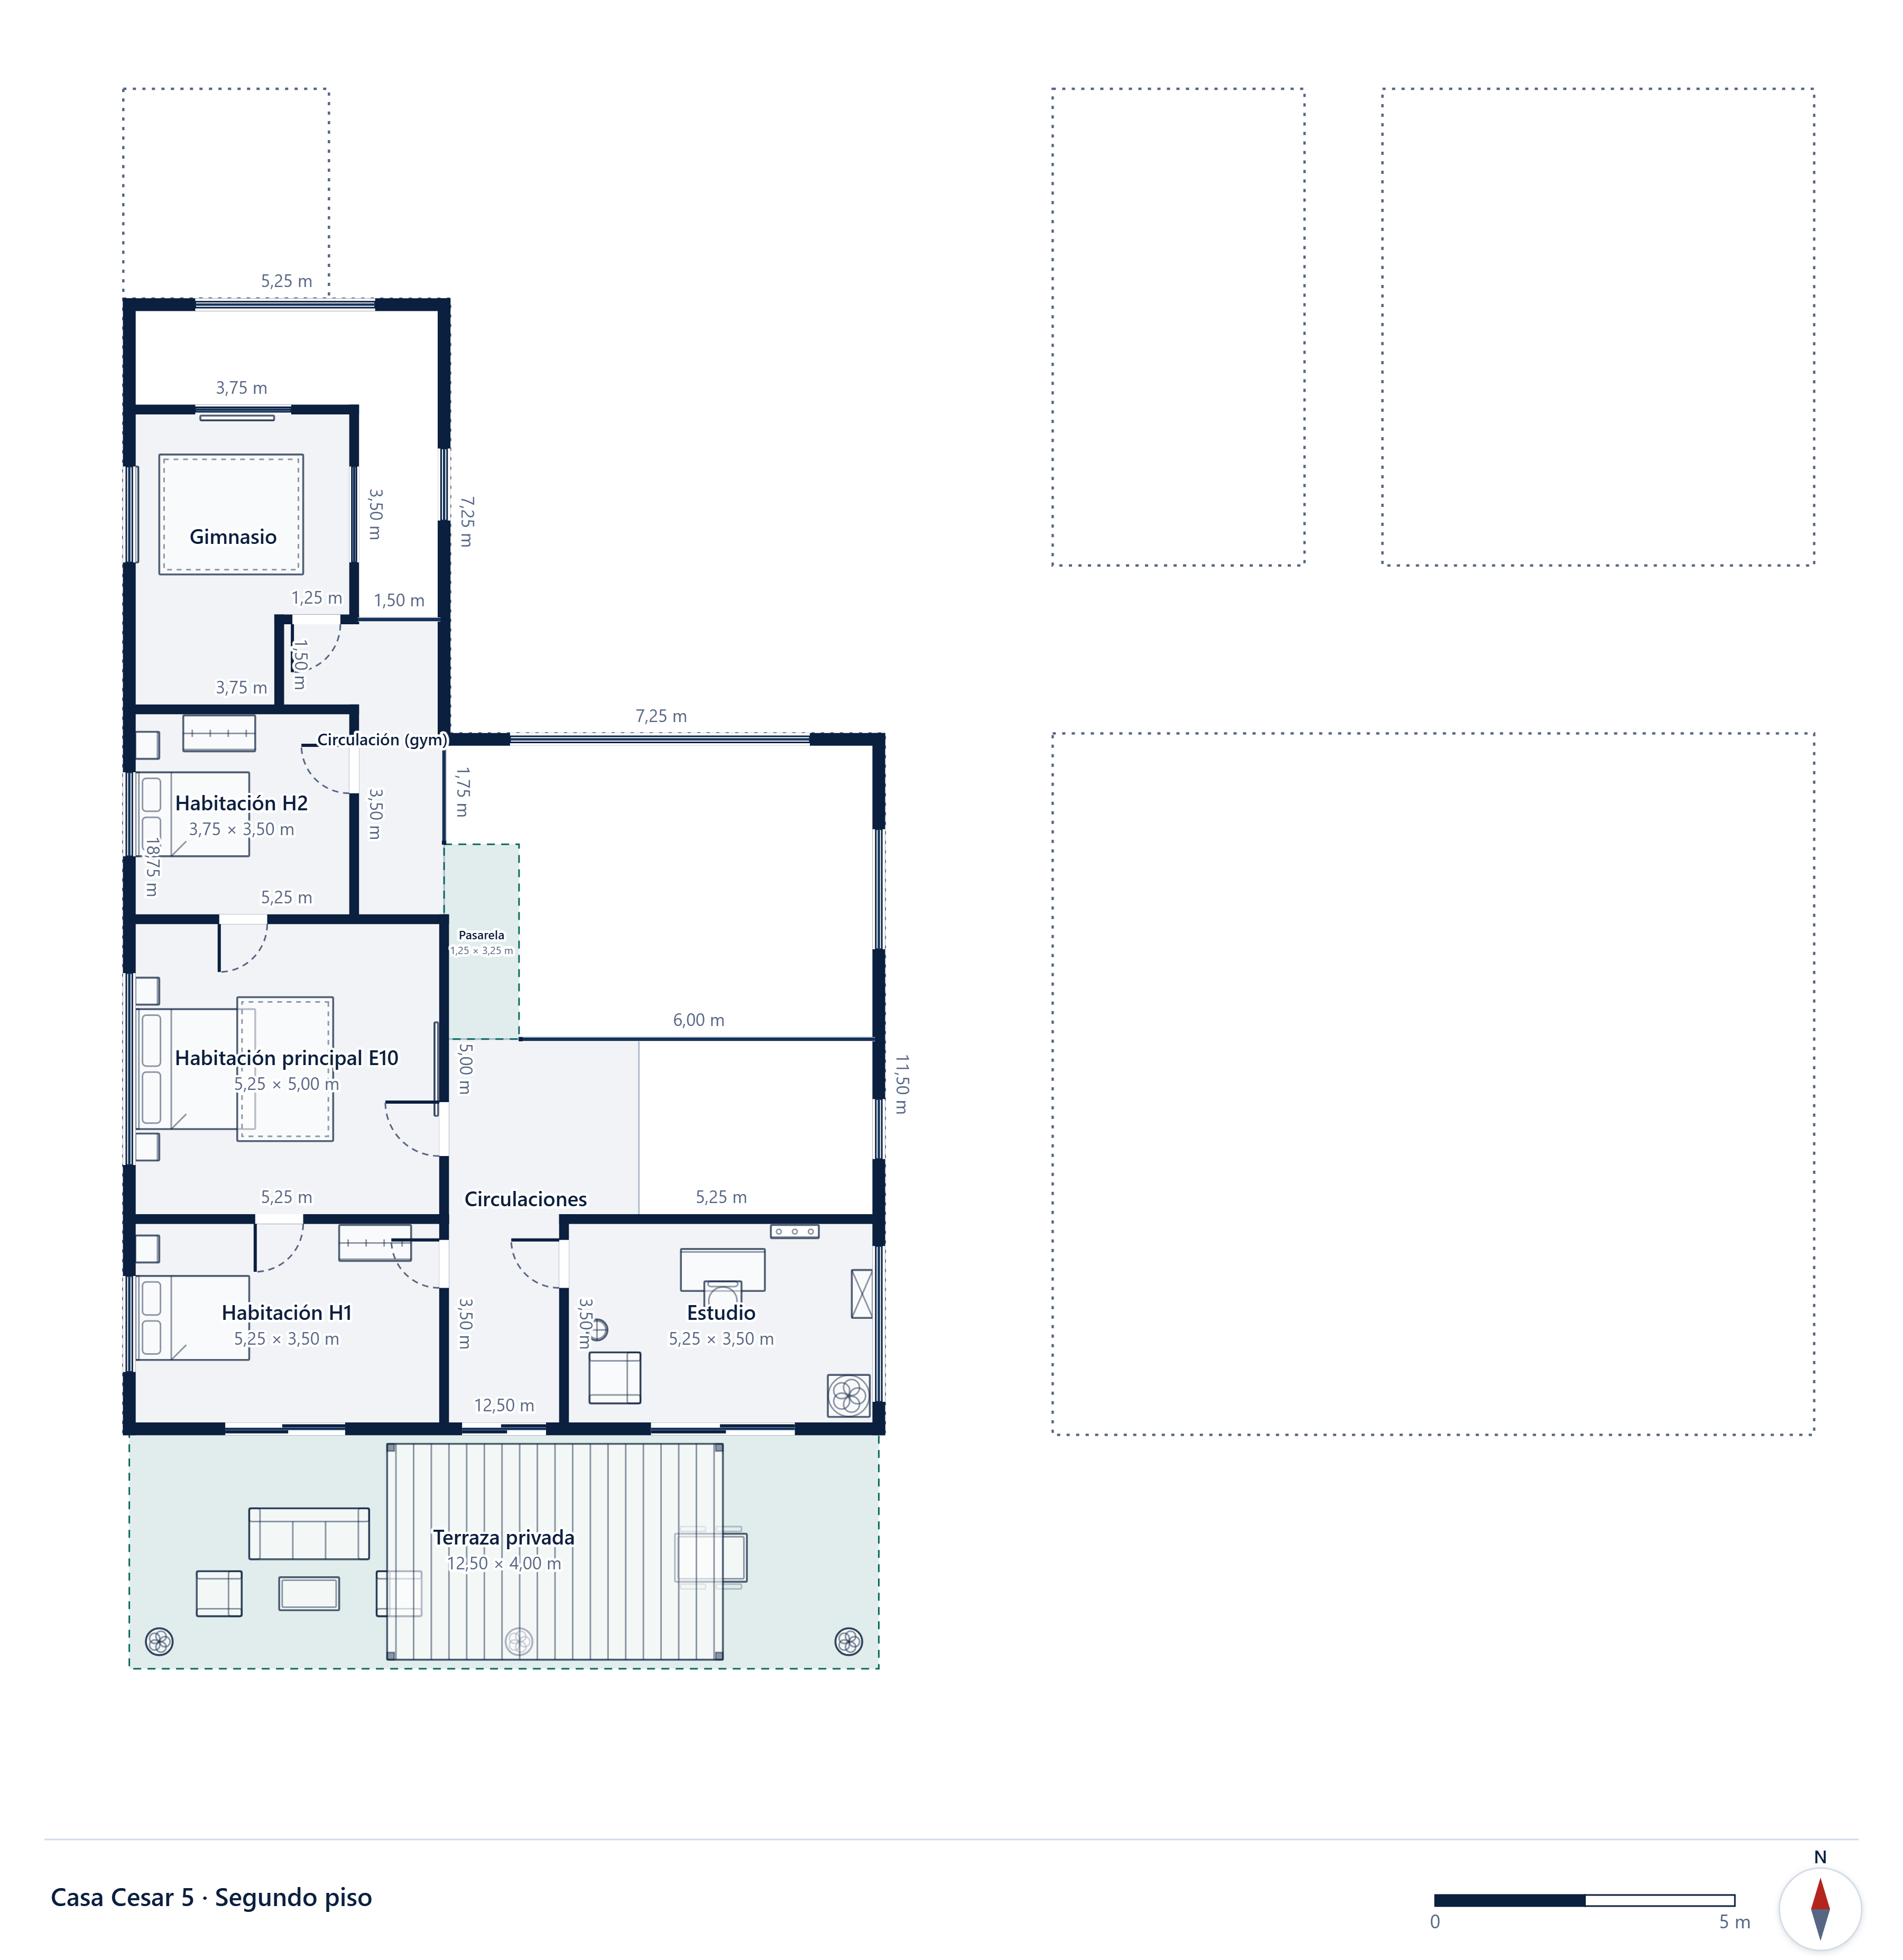 5,25 m
3,75 m
3,50 m
7,25 m
Gimnasio
1,25 m
1,50 m
1,50 m
3,75 m
7,25 m
Circulación (gym)
1,75 m
Habitación H2
3,75 × 3,50 m
3,50 m
18,75 m
5,25 m
Pasarela
1,25 × 3,25 m
6,00 m
5,00 m
Habitación principal E10
5,25 × 5,00 m
11,50 m
5,25 m
Circulaciones
5,25 m
Habitación H1
5,25 × 3,50 m
3,50 m
3,50 m
Estudio
5,25 × 3,50 m
12,50 m
Terraza privada
12,50 × 4,00 m
Casa Cesar 5 · Segundo piso
0
5 m
N